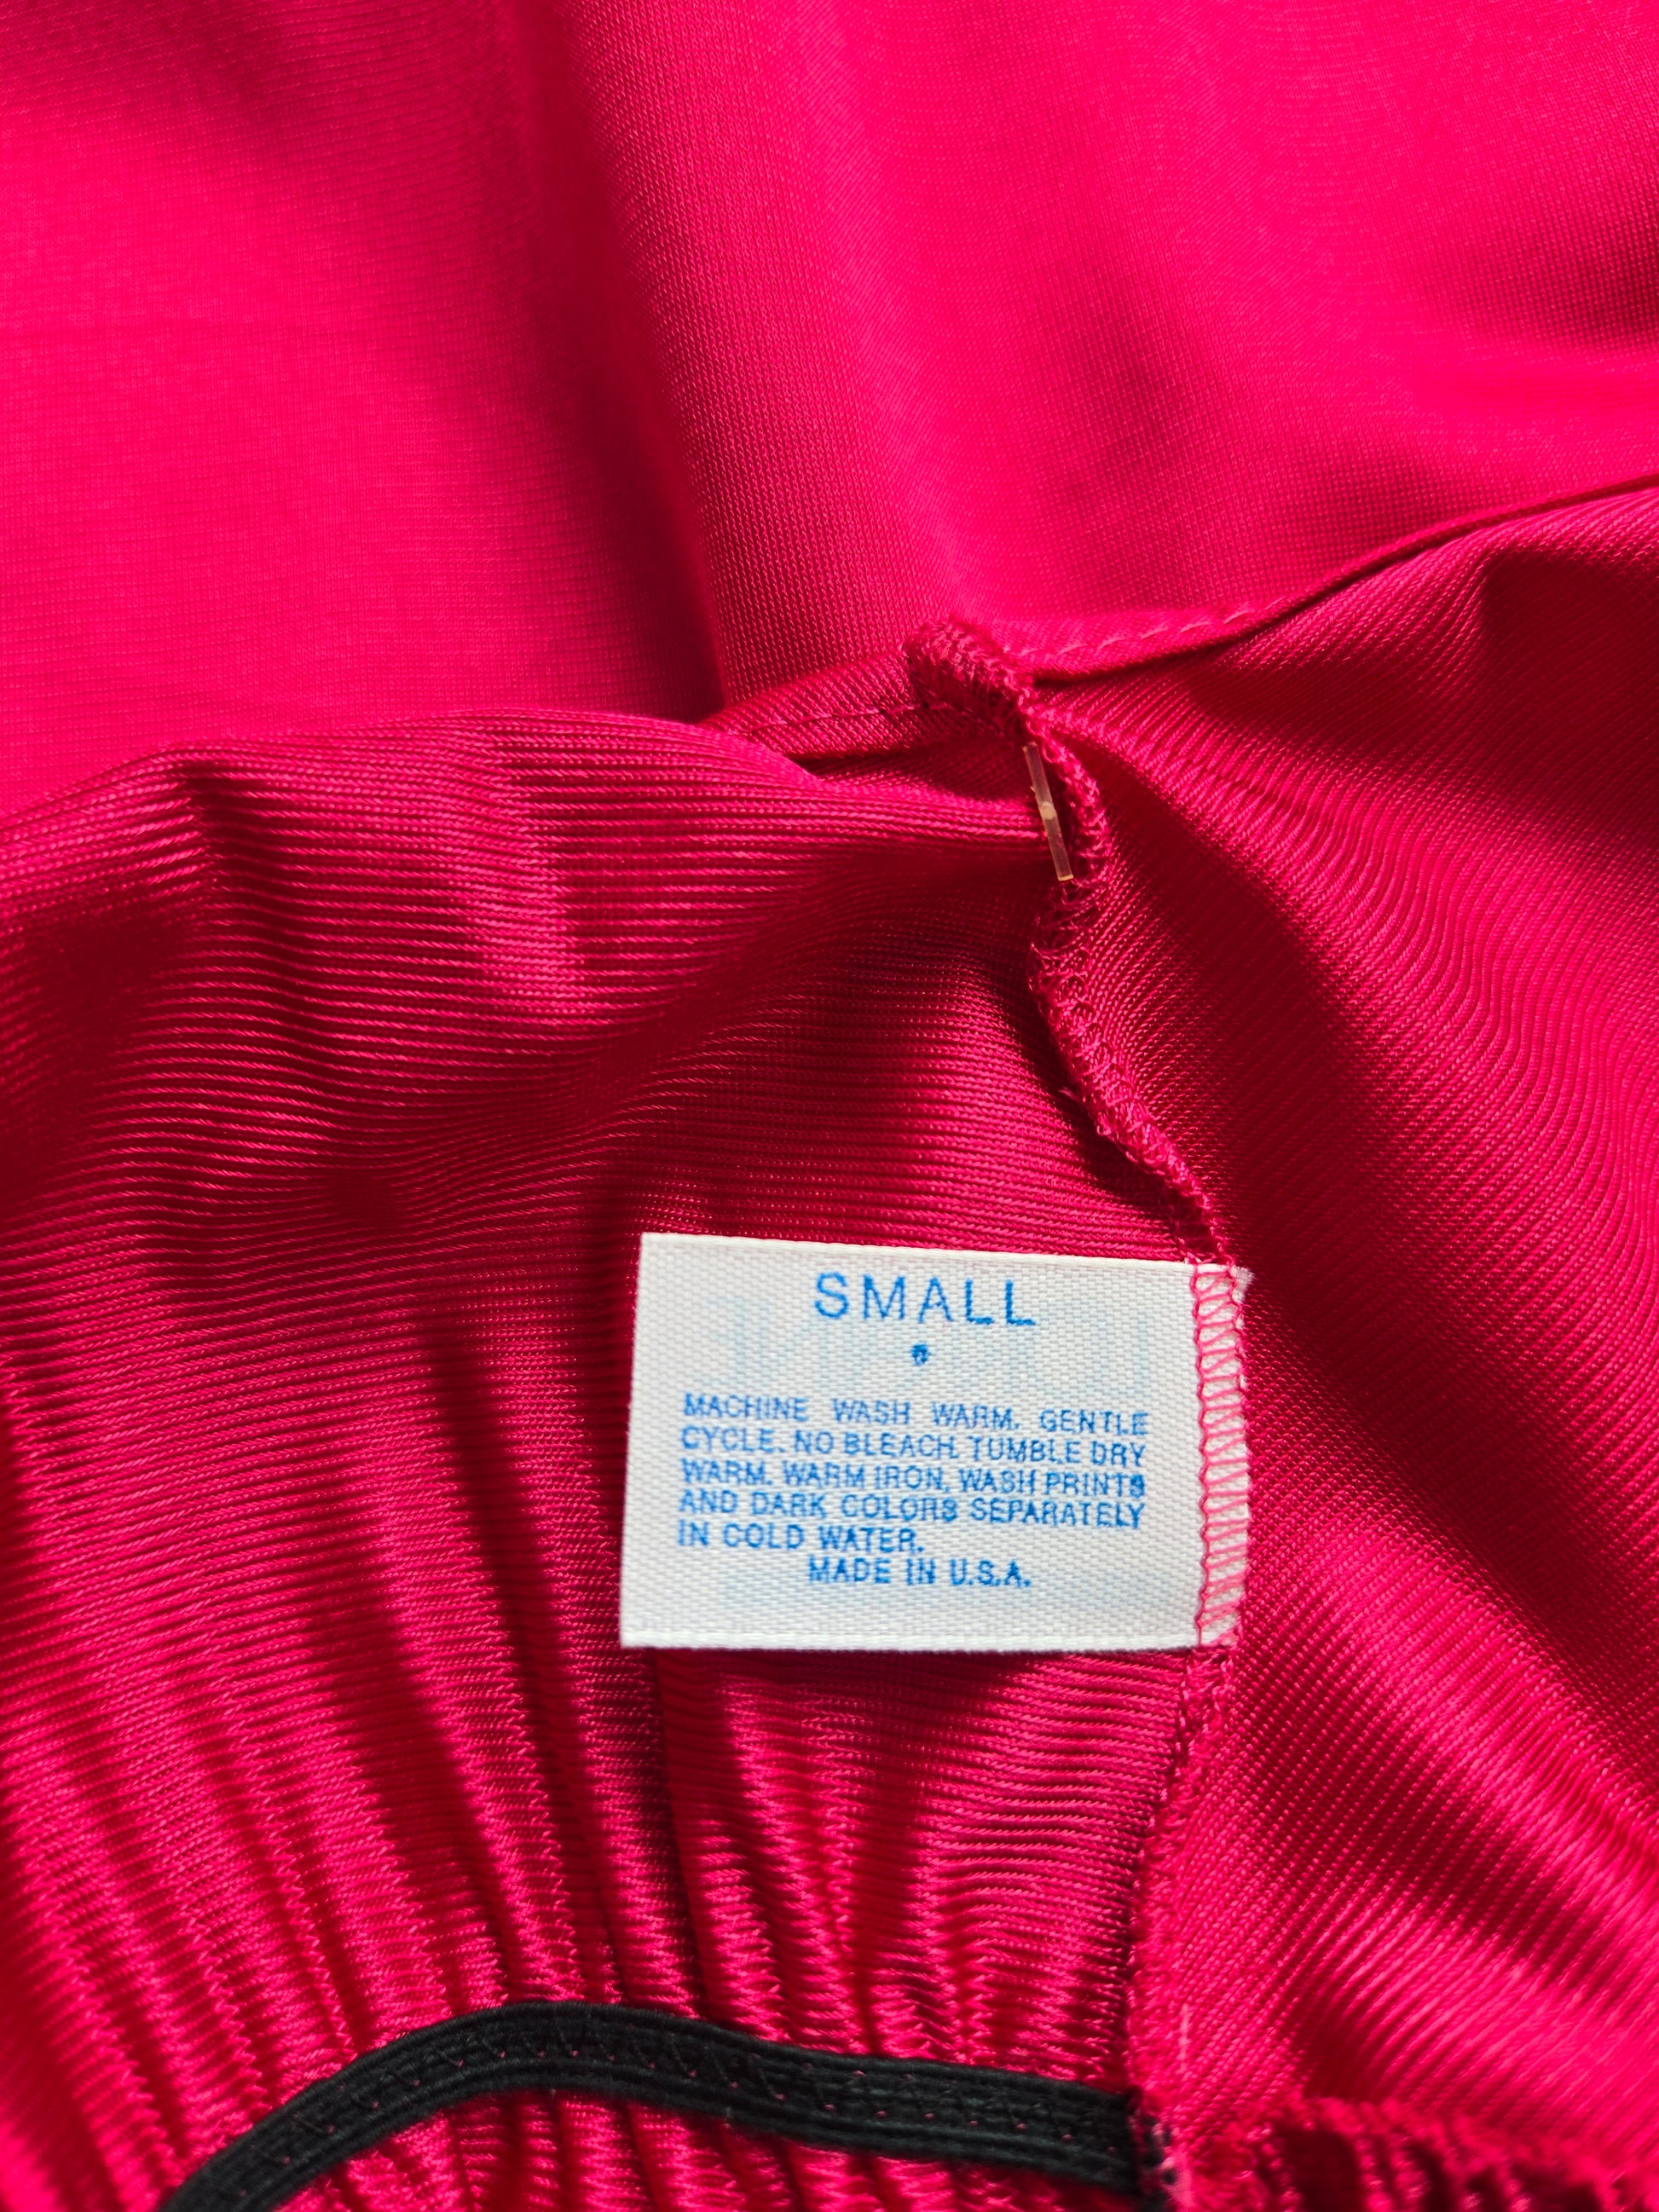 SMALL
MACHINE WASH WARM. GENTLE
CYCLE. NO BLEACH. TUMBLE DRY
WARM. WARM IRON. WASH PRINTS
AND DARK COLORS SEPARATELY
IN COLD WATER.
MADE IN U.S.A.